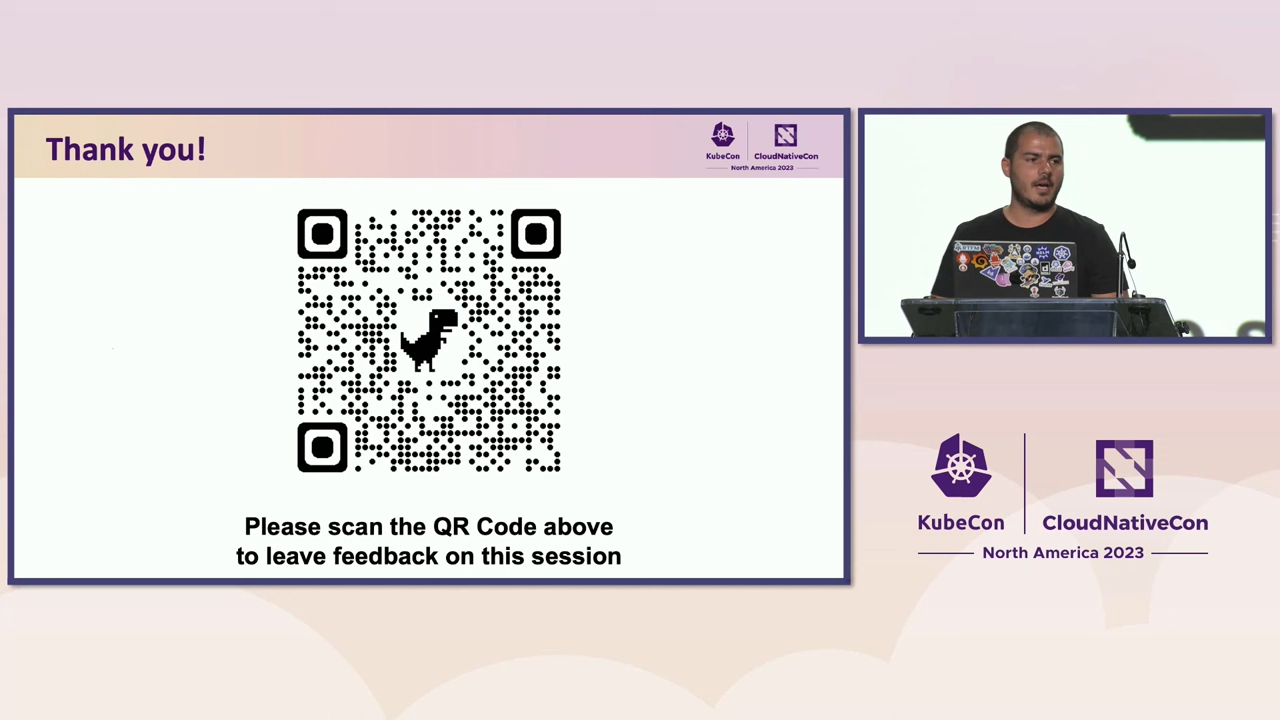 Thank you!
KubeCon
CloudNativeCon
North America 2023
Please scan the QR Code above
to leave feedback on this session
KubeCon
CloudNativeCon
North America 2023